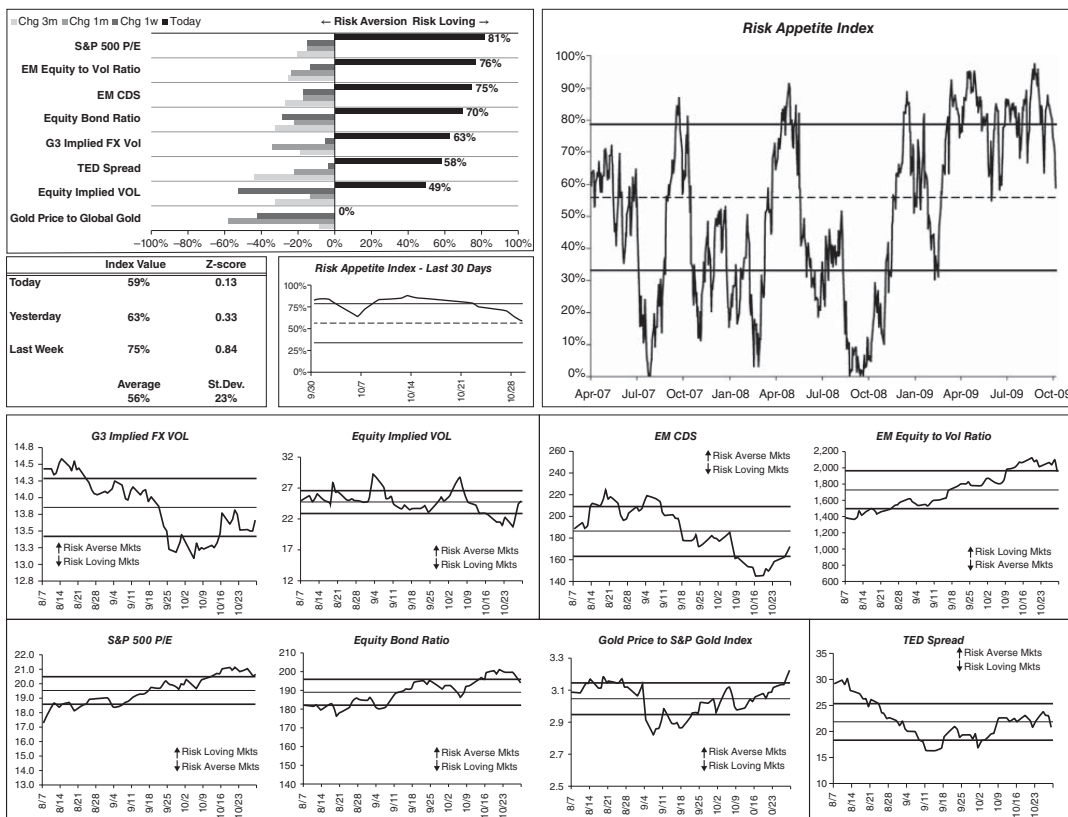 Chg 3m Chg 1m Chg 1w Today
← Risk Aversion Risk Loving →
S&P 500 P/E 81%
EM Equity to Vol Ratio 76%
EM CDS 75%
Equity Bond Ratio 70%
G3 Implied FX Vol 63%
TED Spread 58%
Equity Implied VOL 49%
Gold Price to Global Gold 0%
−100% −80% −60% −40% −20% 0% 20% 40% 60% 80% 100%
Risk Appetite Index
100%
90%
80%
70%
60%
50%
40%
30%
20%
10%
0%
Apr-07 Jul-07 Oct-07 Jan-08 Apr-08 Jul-08 Oct-08 Jan-09 Apr-09 Jul-09 Oct-09
Index Value Z-score
Today 59% 0.13
Yesterday 63% 0.33
Last Week 75% 0.84
Average St.Dev.
56% 23%
Risk Appetite Index - Last 30 Days
100%
75%
50%
25%
0%
9/30 10/7 10/14 10/21 10/28
G3 Implied FX VOL
14.8
14.5
14.3
14.0
13.8
13.5
13.3
13.0
12.8
↑Risk Averse Mkts
↓Risk Loving Mkts
8/7 8/14 8/21 8/28 9/4 9/11 9/18 9/25 10/2 10/9 10/16 10/23
Equity Implied VOL
32
27
22
17
12
↑Risk Averse Mkts
↓Risk Loving Mkts
8/7 8/14 8/21 8/28 9/4 9/11 9/18 9/25 10/2 10/9 10/16 10/23
EM CDS
260
240
220
200
180
160
140
↑Risk Averse Mkts
↓Risk Loving Mkts
8/7 8/14 8/21 8/28 9/4 9/11 9/18 9/25 10/2 10/9 10/16 10/23
EM Equity to Vol Ratio
2,200
2,000
1,800
1,600
1,400
1,200
1,000
800
600
↑Risk Loving Mkts
↓Risk Averse Mkts
8/7 8/14 8/21 8/28 9/4 9/11 9/18 9/25 10/2 10/9 10/16 10/23
S&P 500 P/E
22.0
21.0
20.0
19.0
18.0
17.0
16.0
15.0
14.0
13.0
↑Risk Loving Mkts
↓Risk Averse Mkts
8/7 8/14 8/21 8/28 9/4 9/11 9/18 9/25 10/2 10/9 10/16 10/23
Equity Bond Ratio
210
200
190
180
170
160
150
140
↑Risk Loving Mkts
↓Risk Averse Mkts
8/7 8/14 8/21 8/28 9/4 9/11 9/18 9/25 10/2 10/9 10/16 10/23
Gold Price to S&P Gold Index
3.3
3.1
2.9
2.7
2.5
↑Risk Averse Mkts
↓Risk Loving Mkts
8/7 8/14 8/21 8/28 9/4 9/11 9/18 9/25 10/2 10/9 10/16 10/23
TED Spread
35
30
25
20
15
10
↑Risk Averse Mkts
↓Risk Loving Mkts
8/7 8/14 8/21 8/28 9/4 9/11 9/18 9/25 10/2 10/9 10/16 10/23